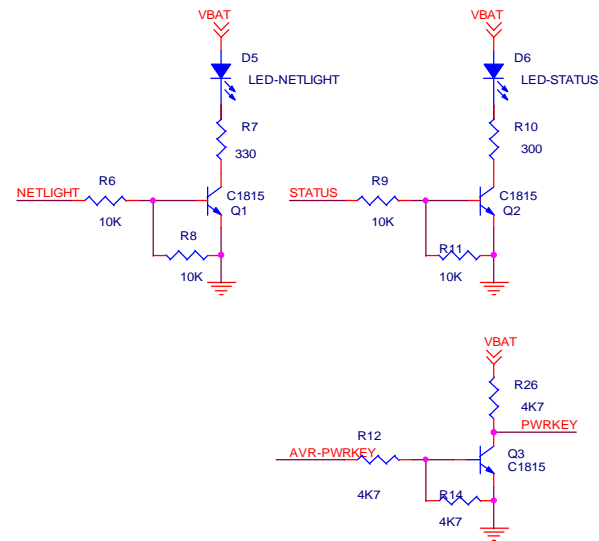 VBAT
D5
LED-NETLIGHT
R7
330
NETLIGHT
R6
10K
C1815
Q1
R8
10K
VBAT
D6
LED-STATUS
R10
300
STATUS
R9
10K
C1815
Q2
R11
10K
VBAT
R26
4K7
PWRKEY
AVR-PWRKEY
R12
4K7
Q3
C1815
R14
4K7